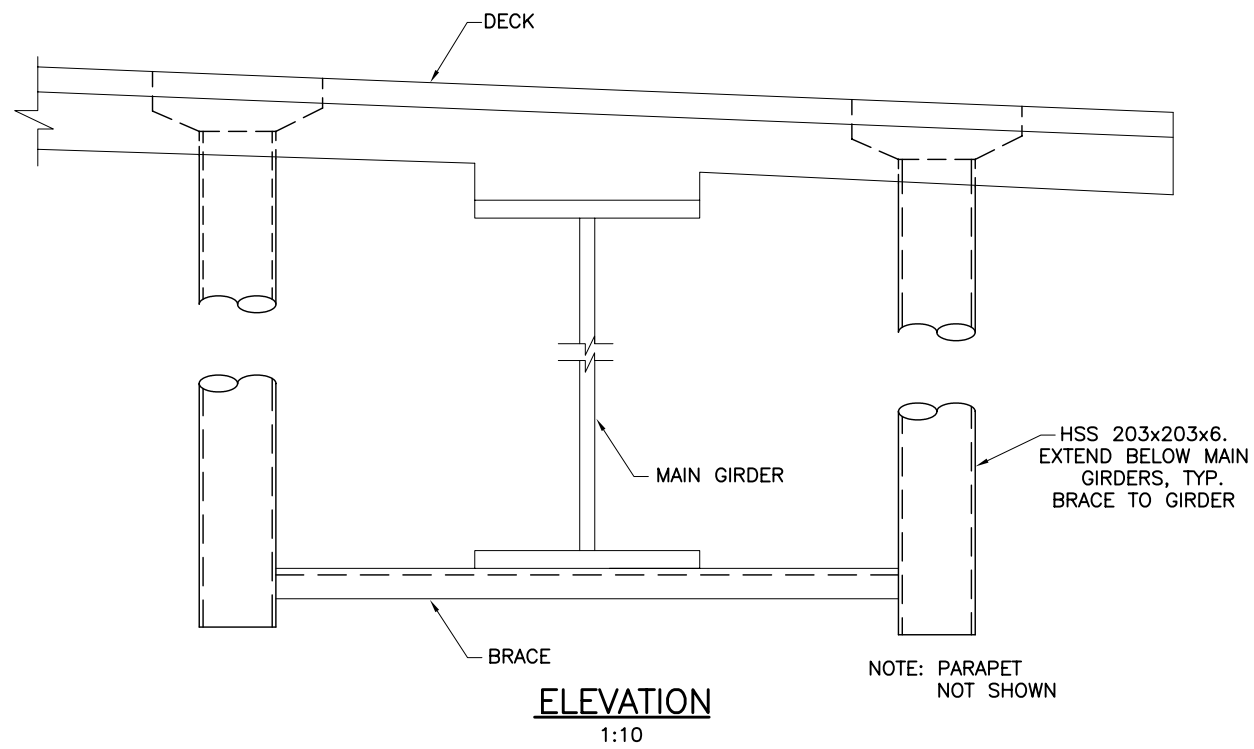 DECK
HSS 203x203x6.
EXTEND BELOW MAIN
GIRDERS, TYP.
BRACE TO GIRDER
MAIN GIRDER
BRACE
NOTE: PARAPET
NOT SHOWN
ELEVATION
1:10